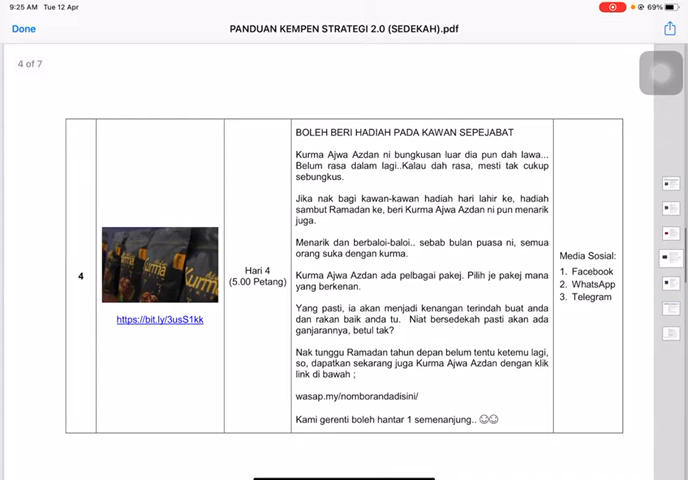 9:25 AM Tue 12 Apr
69%
Done
PANDUAN KEMPEN STRATEGI 2.0 (SEDEKAH).pdf
4 of 7
4
Kurma
https://bit.ly/3usS1kk
Hari 4
(5.00 Petang)
BOLEH BERI HADIAH PADA KAWAN SEPEJABAT
Kurma Ajwa Azdan ni bungkusan luar dia pun dah lawa...
Belum rasa dalam lagi..Kalau dah rasa, mesti tak cukup
sebungkus.
Jika nak bagi kawan-kawan hadiah hari lahir ke, hadiah
sambut Ramadan ke, beri Kurma Ajwa Azdan ni pun menarik
juga.
Menarik dan berbaloi-baloi.. sebab bulan puasa ni, semua
orang suka dengan kurma.
Kurma Ajwa Azdan ada pelbagai pakej. Pilih je pakej mana
yang berkenan.
Yang pasti, ia akan menjadi kenangan terindah buat anda
dan rakan baik anda tu. Niat bersedekah pasti akan ada
ganjarannya, betul tak?
Nak tunggu Ramadan tahun depan belum tentu ketemu lagi,
so, dapatkan sekarang juga Kurma Ajwa Azdan dengan klik
link di bawah ;
wasap.my/nomborandadisini/
Kami gerenti boleh hantar 1 semenanjung.. ☺☺
Media Sosial:
1. Facebook
2. WhatsApp
3. Telegram